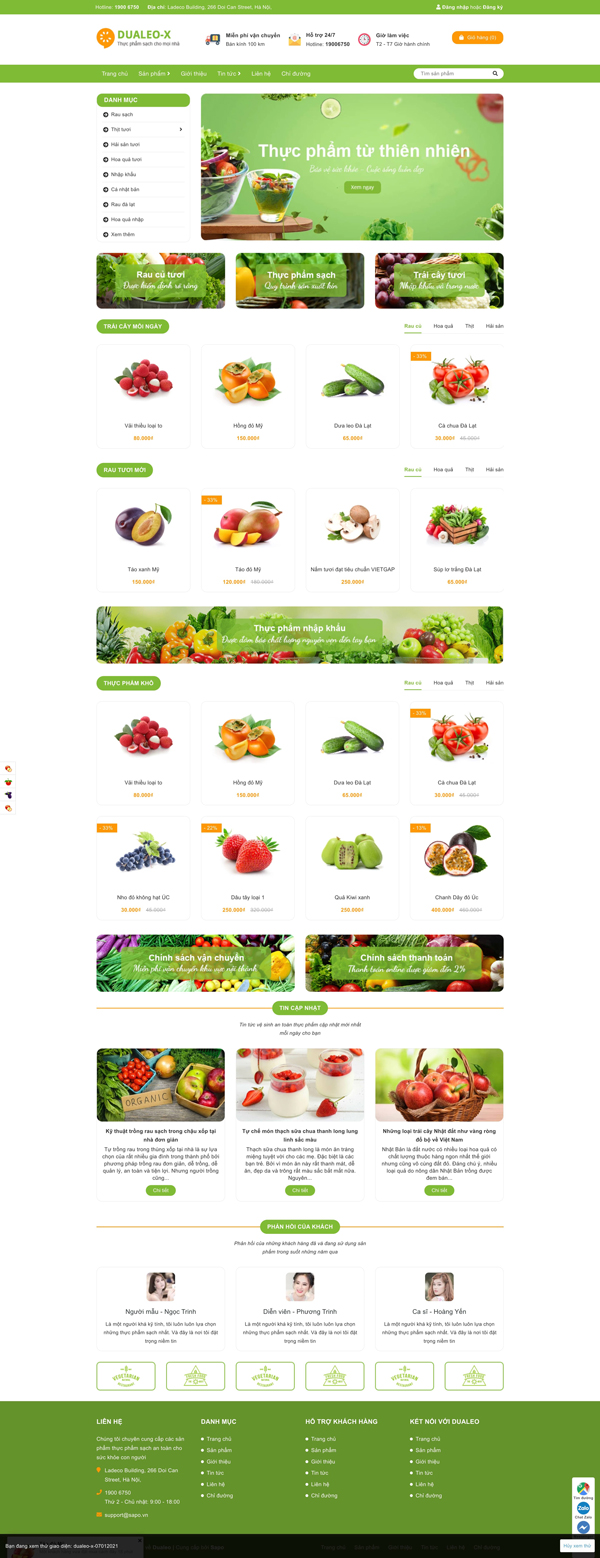 Hotline: 1900 6750
Địa chỉ: Ladeco Building, 266 Doi Can Street, Hà Nội,
Đăng nhập hoặc Đăng ký
DUALEO-X
Thực phẩm sạch cho mọi nhà
Miễn phí vận chuyển
Bán kính 100 km
Hỗ trợ 24/7
Hotline: 19006750
Giờ làm việc
T2 - T7 Giờ hành chính
Giỏ hàng (0)
Trang chủ
Sản phẩm
Giới thiệu
Tin tức
Liên hệ
Chỉ đường
Tìm sản phẩm
DANH MỤC
Rau sạch
Thịt tươi
Hải sản tươi
Hoa quả tươi
Nhập khẩu
Cá nhật bản
Rau đà lạt
Hoa quả nhập
Xem thêm
Thực phẩm từ thiên nhiên
Bảo vệ sức khỏe - Cuộc sống luôn đẹp
Xem ngay
Rau củ tươi
Được kiểm định rõ ràng
Thực phẩm sạch
Quy trình sản xuất kín
Trái cây tươi
Nhập khẩu và trong nước
TRÁI CÂY MỖI NGÀY
Rau củ
Hoa quả
Thịt
Hải sản
Vải thiều loại to
80.000₫
Hồng đỏ Mỹ
150.000₫
Dưa leo Đà Lạt
65.000₫
- 33%
Cà chua Đà Lạt
30.000₫ 45.000₫
RAU TƯƠI MỚI
Rau củ
Hoa quả
Thịt
Hải sản
Táo xanh Mỹ
150.000₫
- 33%
Táo đỏ Mỹ
120.000₫ 180.000₫
Nấm tươi đạt tiêu chuẩn VIETGAP
250.000₫
Súp lơ trắng Đà Lạt
65.000₫
Thực phẩm nhập khẩu
Được đảm bảo chất lượng nguyên vẹn đến tay bạn
THỰC PHẨM KHÔ
Rau củ
Hoa quả
Thịt
Hải sản
Vải thiều loại to
80.000₫
Hồng đỏ Mỹ
150.000₫
Dưa leo Đà Lạt
65.000₫
- 33%
Cà chua Đà Lạt
30.000₫ 45.000₫
- 33%
Nho đỏ không hạt ÚC
30.000₫ 45.000₫
- 22%
Dâu tây loại 1
250.000₫ 320.000₫
Quả Kiwi xanh
250.000₫
- 13%
Chanh Dây đỏ Úc
400.000₫ 460.000₫
Chính sách vận chuyển
Miễn phí vận chuyển khu vực nội thành
Chính sách thanh toán
Thanh toán online được giảm đến 2%
TIN CẬP NHẬT
Tin tức vệ sinh an toàn thực phẩm cập nhật mới nhất
mỗi ngày cho bạn
ORGANIC
Kỹ thuật trồng rau sạch trong chậu xốp tại
nhà đơn giản
Tự trồng rau trong thùng xốp tại nhà là sự lựa
chọn của rất nhiều gia đình trong thành phố bởi
phương pháp trồng rau đơn giản, dễ trồng, dễ
quản lý, an toàn và tiện lợi. Nhưng người trồng
cũng...
Chi tiết
Tự chế món thạch sữa chua thanh long lung
linh sắc màu
Thạch sữa chua thanh long là món ăn tráng
miệng tuyệt vời cho các mẹ. Đặc biệt là các
bạn trẻ. Bởi vì món ăn này rất thanh mát, dễ
ăn, đẹp da và trông rất màu sắc bắt mắt nữa.
Nguyên...
Chi tiết
Những loại trái cây Nhật đắt như vàng ròng
đổ bộ về Việt Nam
Nhật Bản là đất nước có nhiều loại hoa quả có
chất lượng thuộc hàng ngon nhất thế giới
nhưng cũng vô cùng đắt đỏ. Đáng chú ý, nhiều
loại quả do nông dân Nhật Bản trồng được
đem bán...
Chi tiết
PHẢN HỒI CỦA KHÁCH
Phản hồi của những khách hàng đã và đang sử dụng sản
phẩm trong suốt những năm qua
Người mẫu - Ngọc Trinh
Là một người khá kỹ tính, tôi luôn luôn lựa chọn
những thực phẩm sạch nhất. Và đây là nơi tôi đặt
trọng niềm tin
Diễn viên - Phương Trinh
Là một người khá kỹ tính, tôi luôn luôn lựa chọn
những thực phẩm sạch nhất. Và đây là nơi tôi đặt
trọng niềm tin
Ca sĩ - Hoàng Yến
Là một người khá kỹ tính, tôi luôn luôn lựa chọn
những thực phẩm sạch nhất. Và đây là nơi tôi đặt
trọng niềm tin
VEGETARIAN
VEGETARIAN
VEGETARIAN
LIÊN HỆ
Chúng tôi chuyên cung cấp các sản
phẩm thực phẩm sạch an toàn cho
sức khỏe con người
Ladeco Building, 266 Doi Can
Street, Hà Nội,
1900 6750
Thứ 2 - Chủ nhật: 9:00 - 18:00
support@sapo.vn
DANH MỤC
Trang chủ
Sản phẩm
Giới thiệu
Tin tức
Liên hệ
Chỉ đường
HỖ TRỢ KHÁCH HÀNG
Trang chủ
Sản phẩm
Giới thiệu
Tin tức
Liên hệ
Chỉ đường
KẾT NỐI VỚI DUALEO
Trang chủ
Sản phẩm
Giới thiệu
Tin tức
Liên hệ
Chỉ đường
Tìm đường
Zalo
Chat Zalo
Bạn đang xem thử giao diện: dualeo-x-07012021
Hủy xem thử